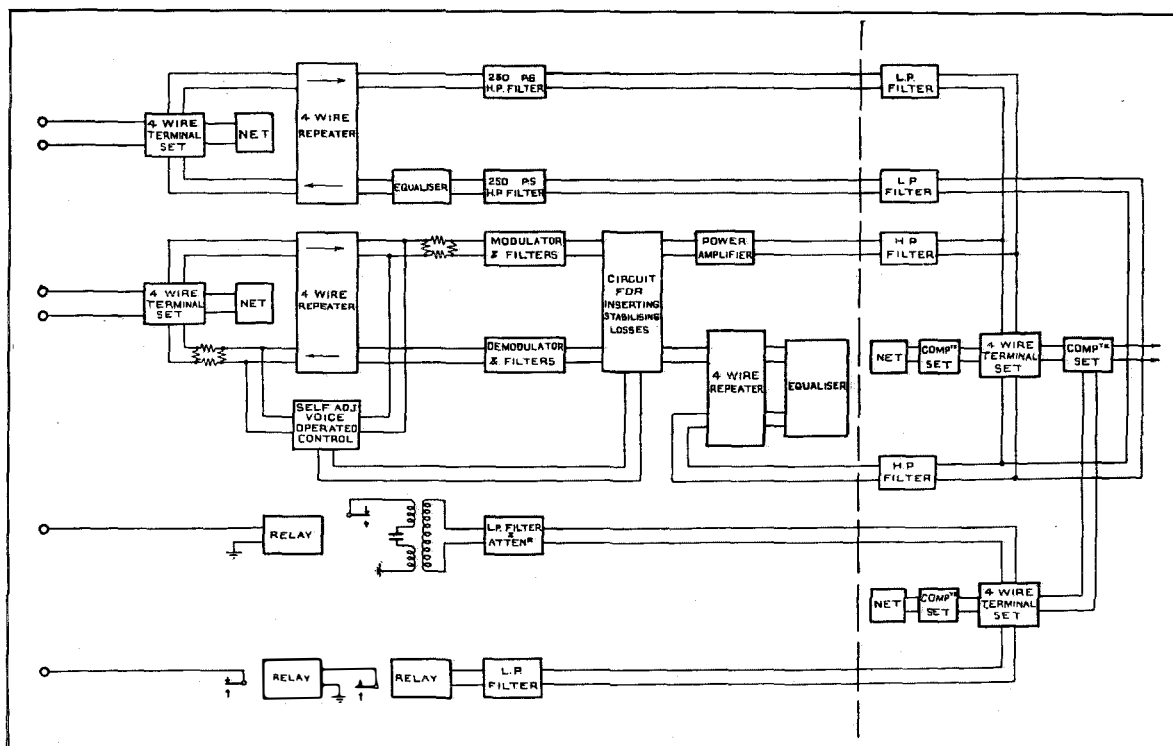 250 P.S
H.P. FILTER
L.P.
FILTER
4 WIRE
TERMINAL
SET
NET
4 WIRE
REPEATER
EQUALISER
250 P.S
H.P. FILTER
L.P
FILTER
MODULATOR
& FILTERS
POWER
AMPLIFIER
H.P.
FILTER
4 WIRE
TERMINAL
SET
NET
4 WIRE
REPEATER
CIRCUIT
FOR
INSERTING
STABILISING
LOSSES
DEMODULATOR
& FILTERS
4 WIRE
REPEATER
EQUALISER
NET
COMPTR
SET
4 WIRE
TERMINAL
SET
COMPTR
SET
SELF ADJ.
VOICE
OPERATED
CONTROL
H.P
FILTER
RELAY
L.P. FILTER
&
ATTENR
NET
COMPTR
SET
4 WIRE
TERMINAL
SET
RELAY
RELAY
L.P.
FILTER